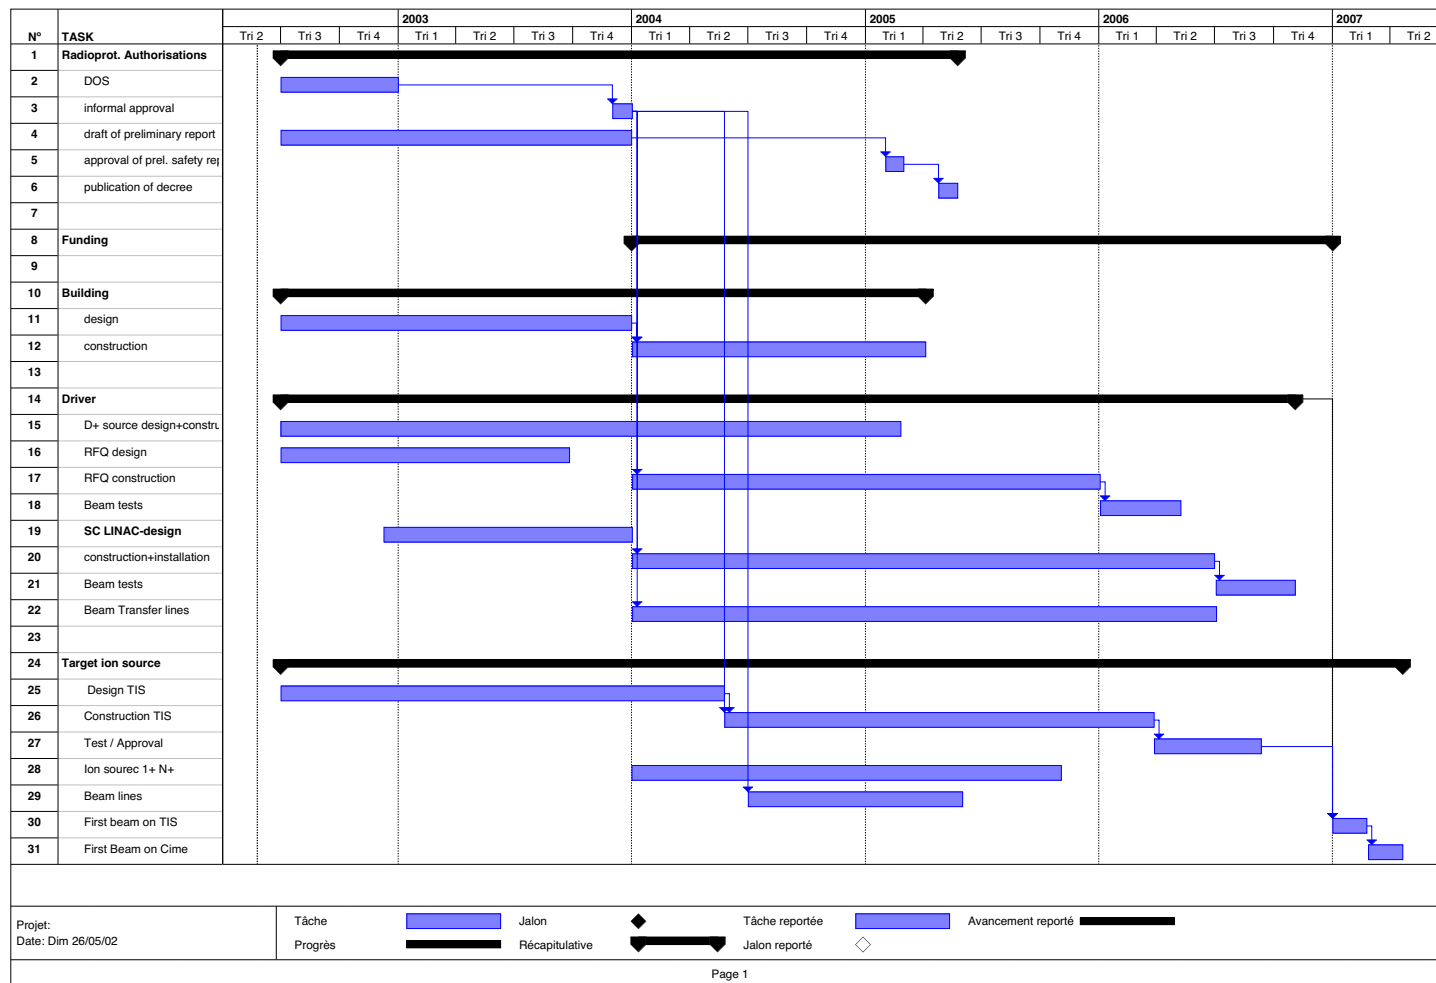 2003 2004 2005 2006 2007
N° TASK Tri 2 Tri 3 Tri 4 Tri 1 Tri 2 Tri 3 Tri 4 Tri 1 Tri 2 Tri 3 Tri 4 Tri 1 Tri 2 Tri 3 Tri 4 Tri 1 Tri 2 Tri 3 Tri 4 Tri 1 Tri 2
1 Radioprot. Authorisations
2 DOS
3 informal approval
4 draft of preliminary report
5 approval of prel. safety rep
6 publication of decree
7
8 Funding
9
10 Building
11 design
12 construction
13
14 Driver
15 D+ source design+constru
16 RFQ design
17 RFQ construction
18 Beam tests
19 SC LINAC-design
20 construction+installation
21 Beam tests
22 Beam Transfer lines
23
24 Target ion source
25 Design TIS
26 Construction TIS
27 Test / Approval
28 Ion sourec 1+ N+
29 Beam lines
30 First beam on TIS
31 First Beam on Cime
Projet:
Date: Dim 26/05/02
Tâche Jalon Tâche reportée Avancement reporté
Progrès Récapitulative Jalon reporté
Page 1